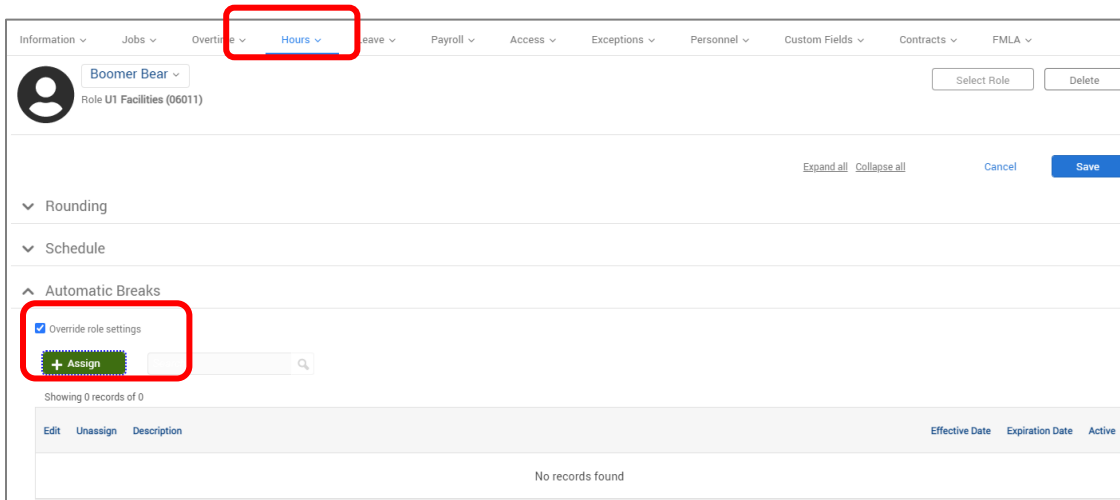 Information Jobs Overtime Hours Leave Payroll Access Exceptions Personnel Custom Fields Contracts FMLA
Boomer Bear
Select Role Delete
Role U1 Facilities (06011)
Expand all Collapse all Cancel Save
Rounding
Schedule
Automatic Breaks
Override role settings
+ Assign
Showing 0 records of 0
Edit Unassign Description Effective Date Expiration Date Active
No records found